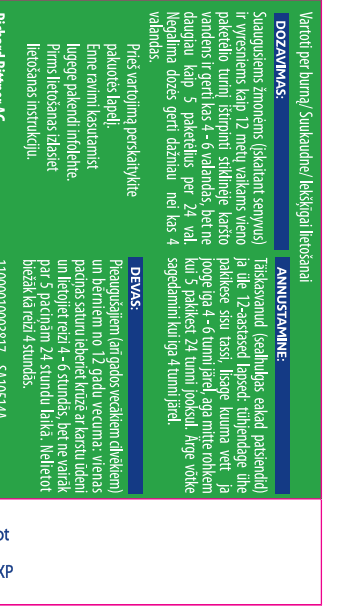 Vartoti per burną/ Suukaudne/ Iekšķīgai lietošanai
DOZAVIMAS:
Suaugusiems žmonėms (įskaitant senyvus)
ir vyresniems kaip 12 metų vaikams vieno
paketėlio turinį ištirpinti stiklinėje karšto
vandens ir gerti kas 4 - 6 valandas, bet ne
daugiau kaip 5 paketėlius per 24 val.
Negalima dozės gerti dažniau nei kas 4
valandas.
Prieš vartojimą perskaitykite
pakuotės lapelį.
Enne ravimi kasutamist
lugege pakendi infolehte.
Pirms lietošanas izlasiet
lietošanas instrukciju.
ANNUSTAMINE:
Täiskasvanud (sealhulgas eakad patsiendid)
ja üle 12-aastased lapsed: tühjendage ühe
pakikese sisu tassi, lisage kuuma vett ja
jooge iga 4 - 6 tunni järel, aga mitte rohkem
kui 5 pakikest 24 tunni jooksul. Ärge võtke
sagedamini kui iga 4 tunni järel.
DEVAS:
Pieaugušajiem (arī gados vecākiem cilvēkiem)
un bērniem no 12 gadu vecuma: vienas
paciņas saturu ieberiet krūzē ar karstu ūdeni
un lietojiet reizi 4 - 6 stundās, bet ne vairāk
par 5 paciņām 24 stundu laikā. Nelietot
biežāk kā reizi 4 stundās.